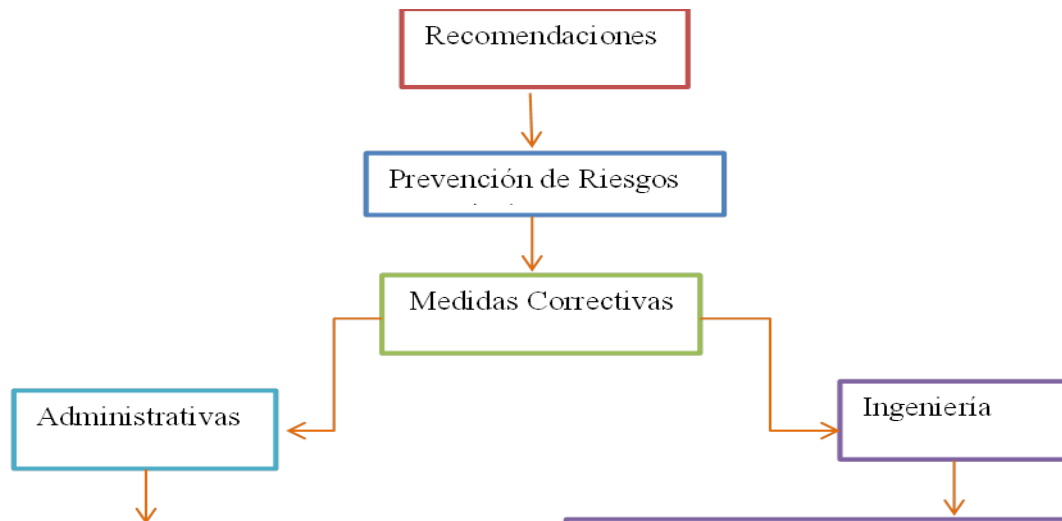 Recomendaciones
Prevención de Riesgos
Medidas Correctivas
Administrativas
Ingeniería